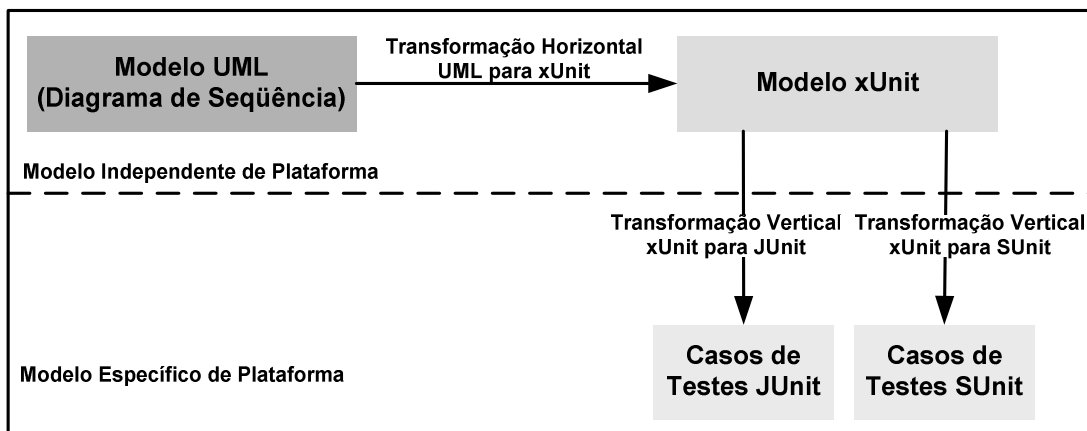 Modelo UML
(Diagrama de Seqüência)
Transformação Horizontal
UML para xUnit
Modelo xUnit
Modelo Independente de Plataforma
Transformação Vertical
xUnit para JUnit
Transformação Vertical
xUnit para SUnit
Modelo Específico de Plataforma
Casos de
Testes JUnit
Casos de
Testes SUnit